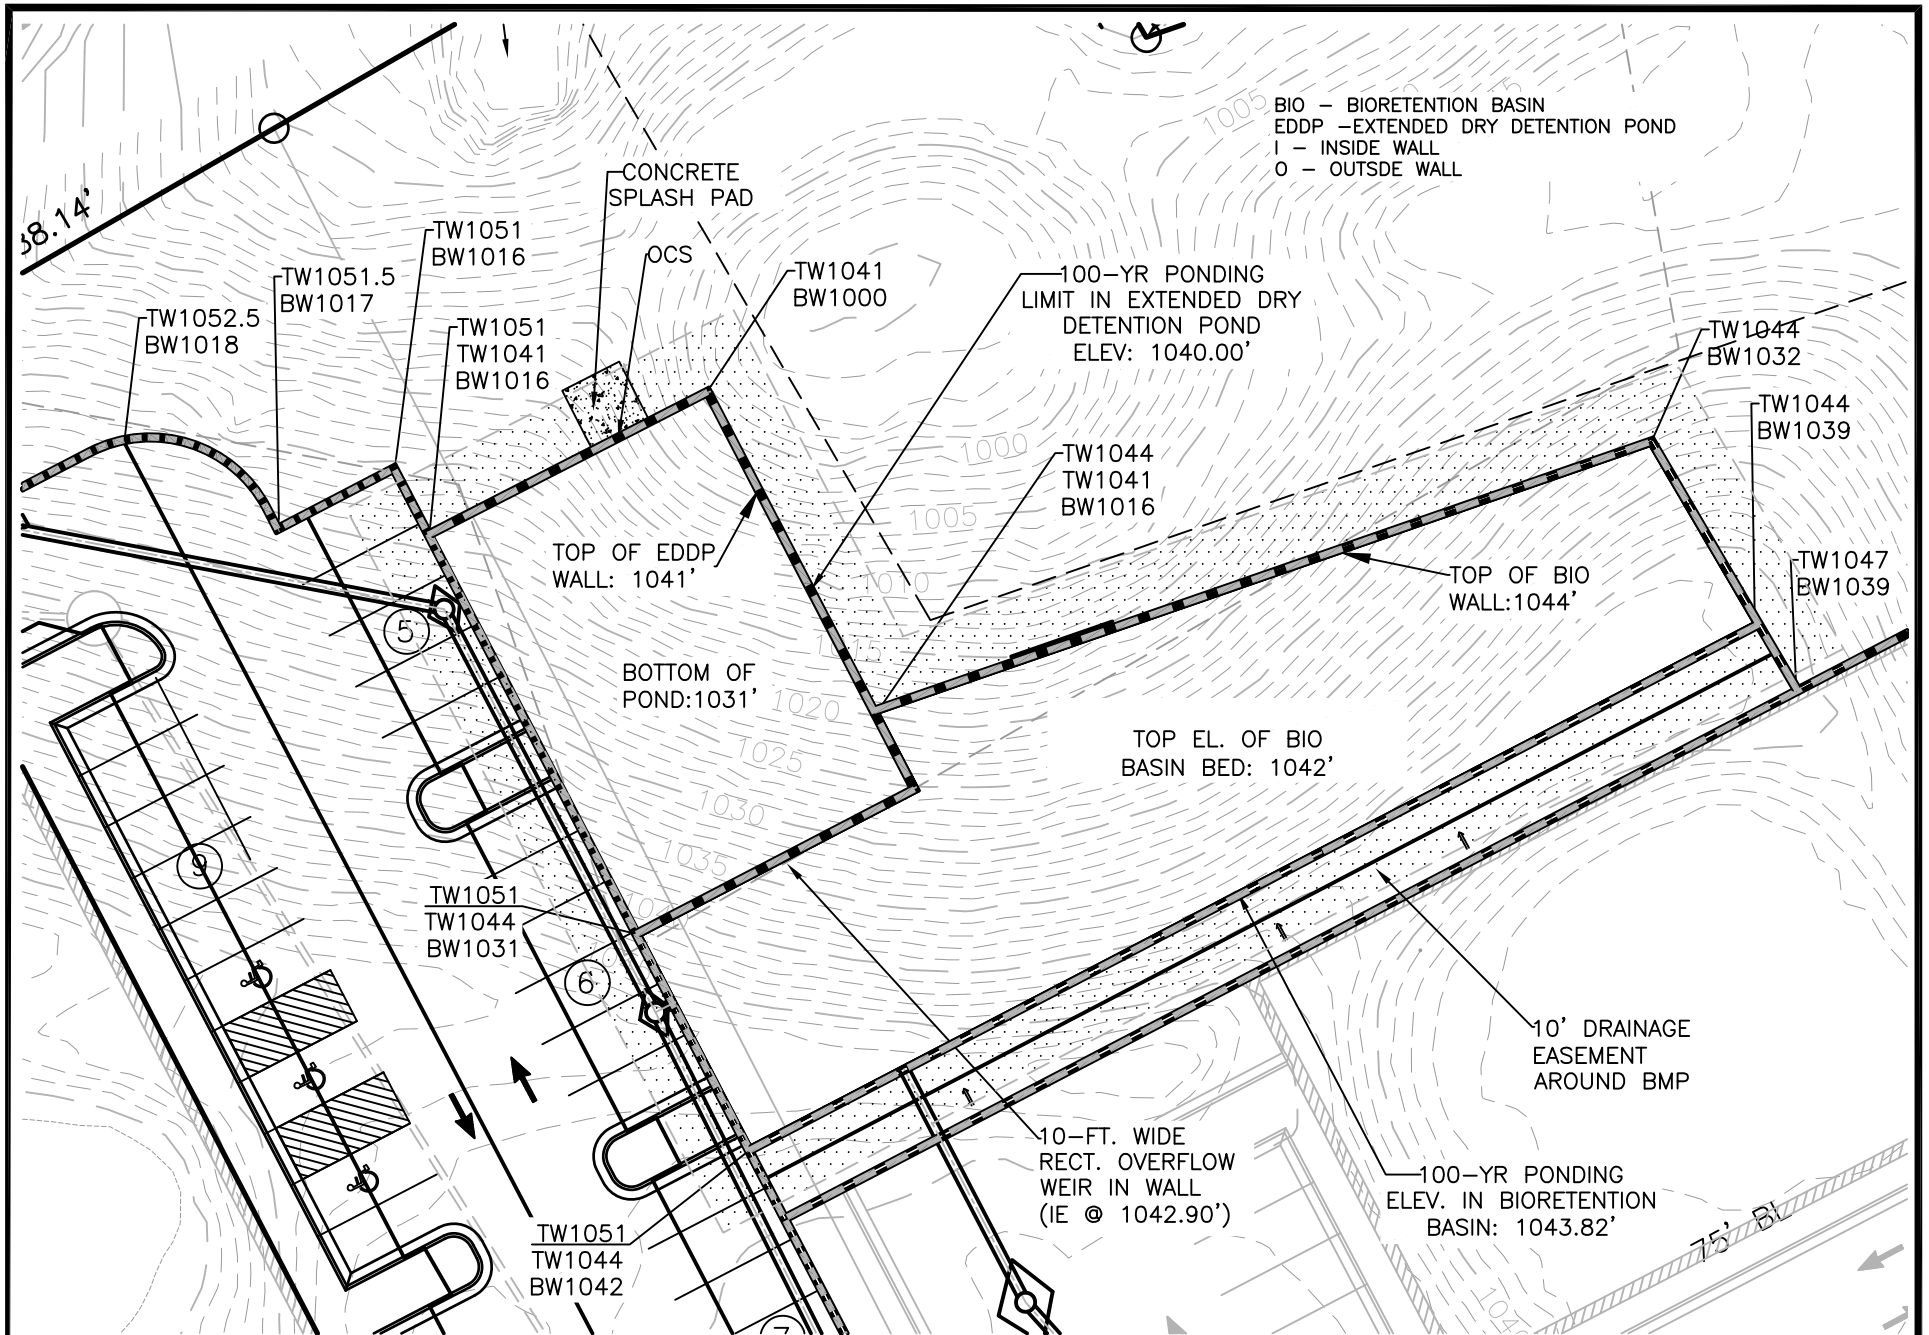 BIO – BIORETENTION BASIN
EDDP –EXTENDED DRY DETENTION POND
I – INSIDE WALL
O – OUTSDE WALL
1005
38.14'
CONCRETE
SPLASH PAD
OCS
TW1051
BW1016
TW1051.5
BW1017
TW1052.5
BW1018
TW1051
TW1041
BW1016
TW1041
BW1000
100–YR PONDING
LIMIT IN EXTENDED DRY
DETENTION POND
ELEV: 1040.00'
TW1044
BW1032
TW1044
BW1039
TW1047
BW1039
1000
TW1044
TW1041
BW1016
1005
1010
1015
1020
1025
1030
1035
TOP OF EDDP
WALL: 1041'
TOP OF BIO
WALL:1044'
5
BOTTOM OF
POND:1031'
TOP EL. OF BIO
BASIN BED: 1042'
9
TW1051
TW1044
BW1031
6
10' DRAINAGE
EASEMENT
AROUND BMP
10–FT. WIDE
RECT. OVERFLOW
WEIR IN WALL
(IE @ 1042.90')
100–YR PONDING
ELEV. IN BIORETENTION
BASIN: 1043.82'
75' BL
TW1051
TW1044
BW1042
1040
7